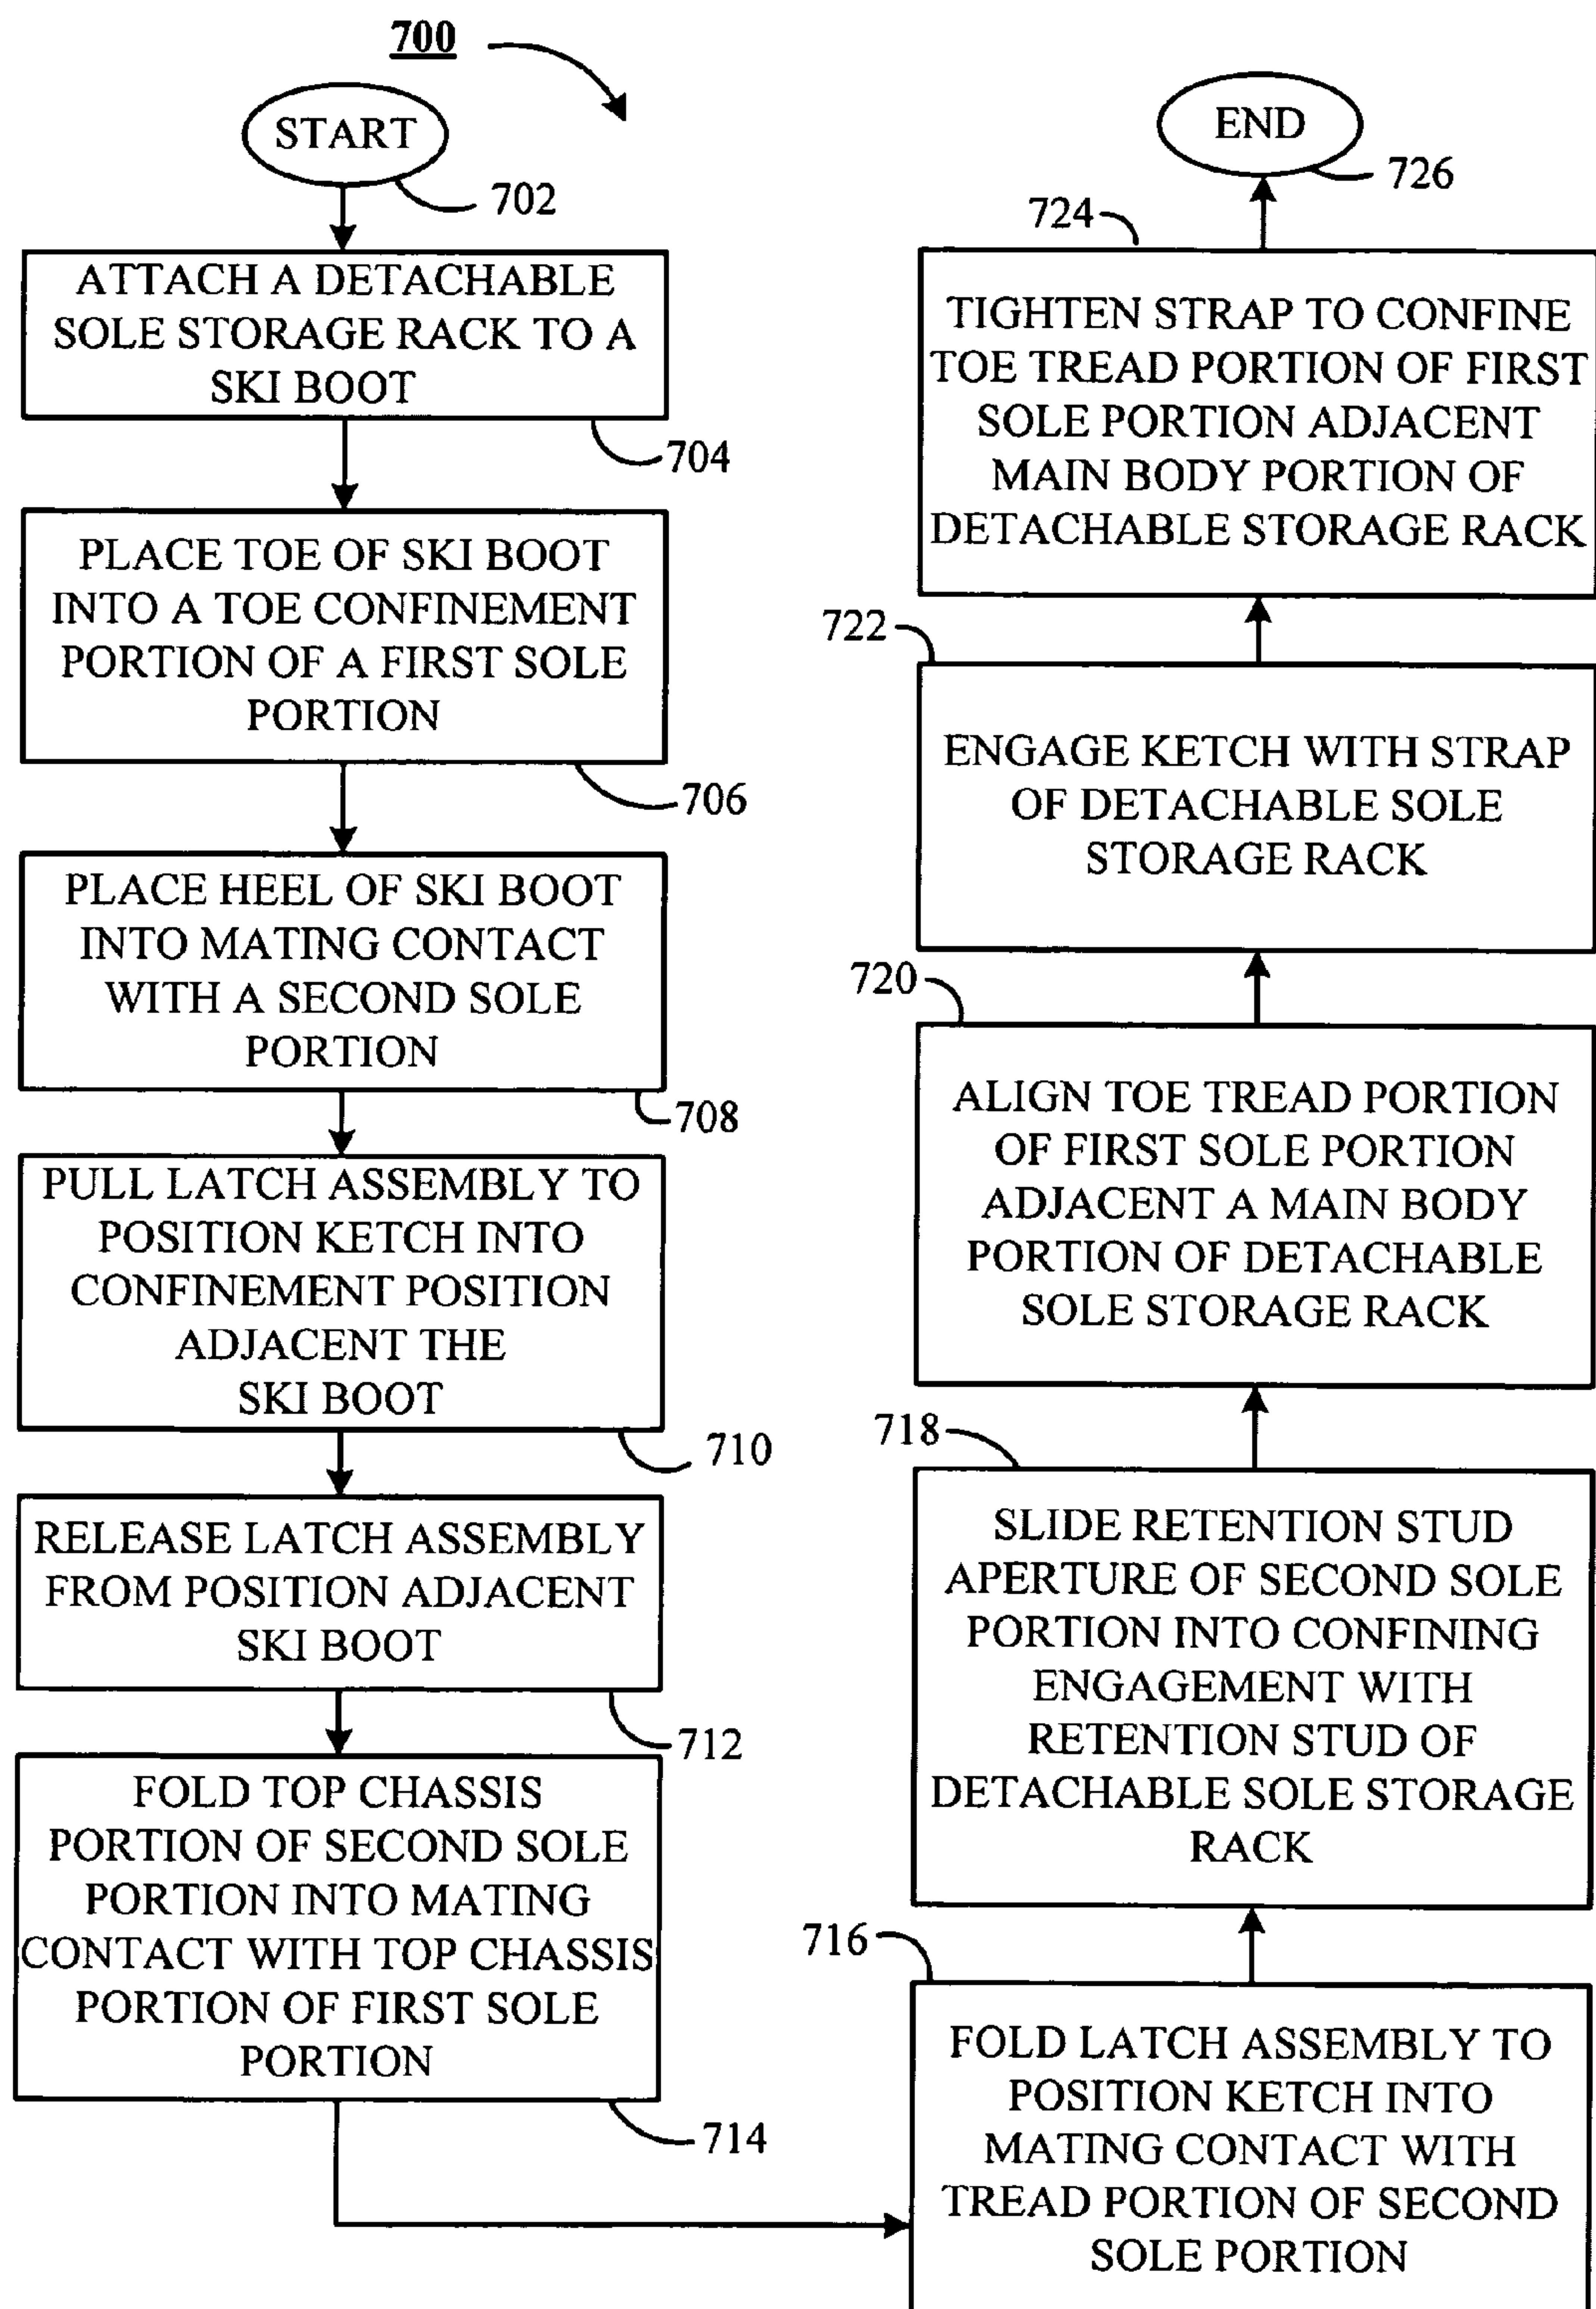 700
START
702
ATTACH A DETACHABLE
SOLE STORAGE RACK TO A
SKI BOOT
704
PLACE TOE OF SKI BOOT
INTO A TOE CONFINEMENT
PORTION OF A FIRST SOLE
PORTION
706
PLACE HEEL OF SKI BOOT
INTO MATING CONTACT
WITH A SECOND SOLE
PORTION
708
PULL LATCH ASSEMBLY TO
POSITION KETCH INTO
CONFINEMENT POSITION
ADJACENT THE
SKI BOOT
710
RELEASE LATCH ASSEMBLY
FROM POSITION ADJACENT
SKI BOOT
712
FOLD TOP CHASSIS
PORTION OF SECOND SOLE
PORTION INTO MATING
CONTACT WITH TOP CHASSIS
PORTION OF FIRST SOLE
PORTION
714
716
FOLD LATCH ASSEMBLY TO
POSITION KETCH INTO
MATING CONTACT WITH
TREAD PORTION OF SECOND
SOLE PORTION
718
SLIDE RETENTION STUD
APERTURE OF SECOND SOLE
PORTION INTO CONFINING
ENGAGEMENT WITH
RETENTION STUD OF
DETACHABLE SOLE STORAGE
RACK
720
ALIGN TOE TREAD PORTION
OF FIRST SOLE PORTION
ADJACENT A MAIN BODY
PORTION OF DETACHABLE
SOLE STORAGE RACK
722
ENGAGE KETCH WITH STRAP
OF DETACHABLE SOLE
STORAGE RACK
724
TIGHTEN STRAP TO CONFINE
TOE TREAD PORTION OF FIRST
SOLE PORTION ADJACENT
MAIN BODY PORTION OF
DETACHABLE STORAGE RACK
END
726